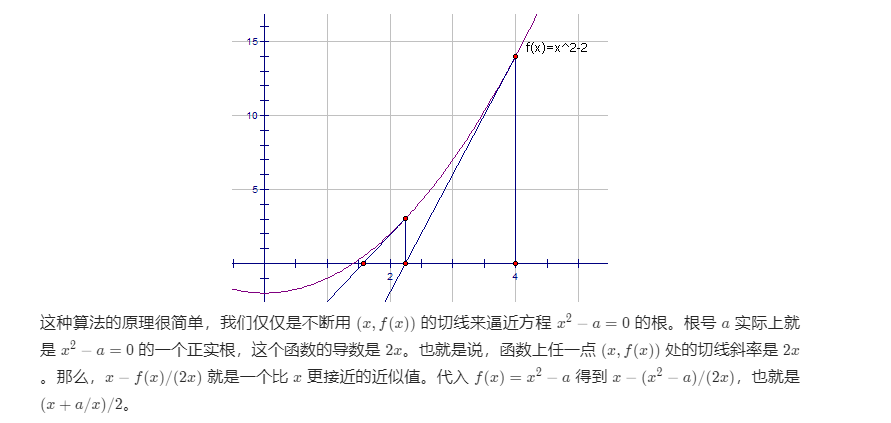 15
f(x)=x^2-2
10
5
2
4
这种算法的原理很简单，我们仅仅是不断用 (x, f(x)) 的切线来逼近方程 x² − a = 0 的根。根号 a 实际上就
是 x² − a = 0 的一个正实根，这个函数的导数是 2x。也就是说，函数上任一点 (x, f(x)) 处的切线斜率是 2x
。那么，x − f(x)/(2x) 就是一个比 x 更接近的近似值。代入 f(x) = x² − a 得到 x − (x² − a)/(2x)，也就是
(x + a/x)/2。